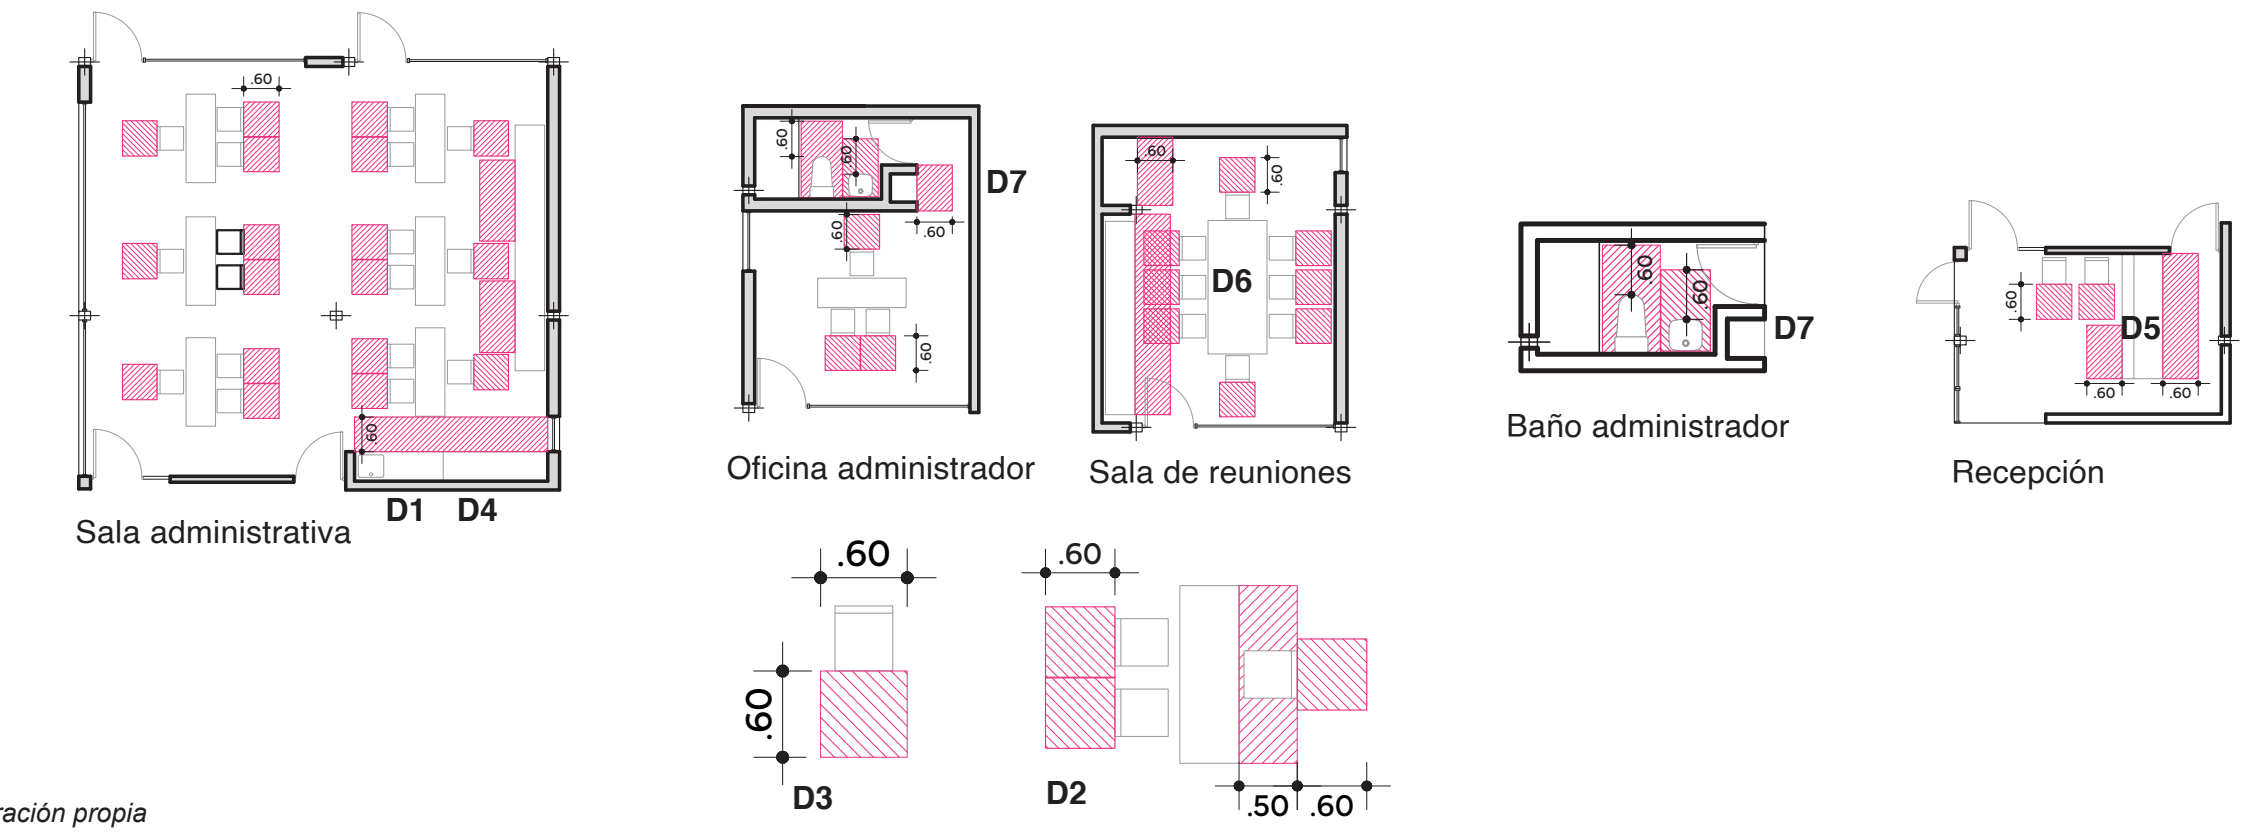 .60
.60
D1 D4
Sala administrativa
.60
.60
D7
.60
.60
.60
Oficina administrador
.60
.60
D6
Sala de reuniones
.60
.60
D7
Baño administrador
.60
D5
.60
.60
Recepción
.60
.60
D3
.60
D2
.50
.60
ración propia